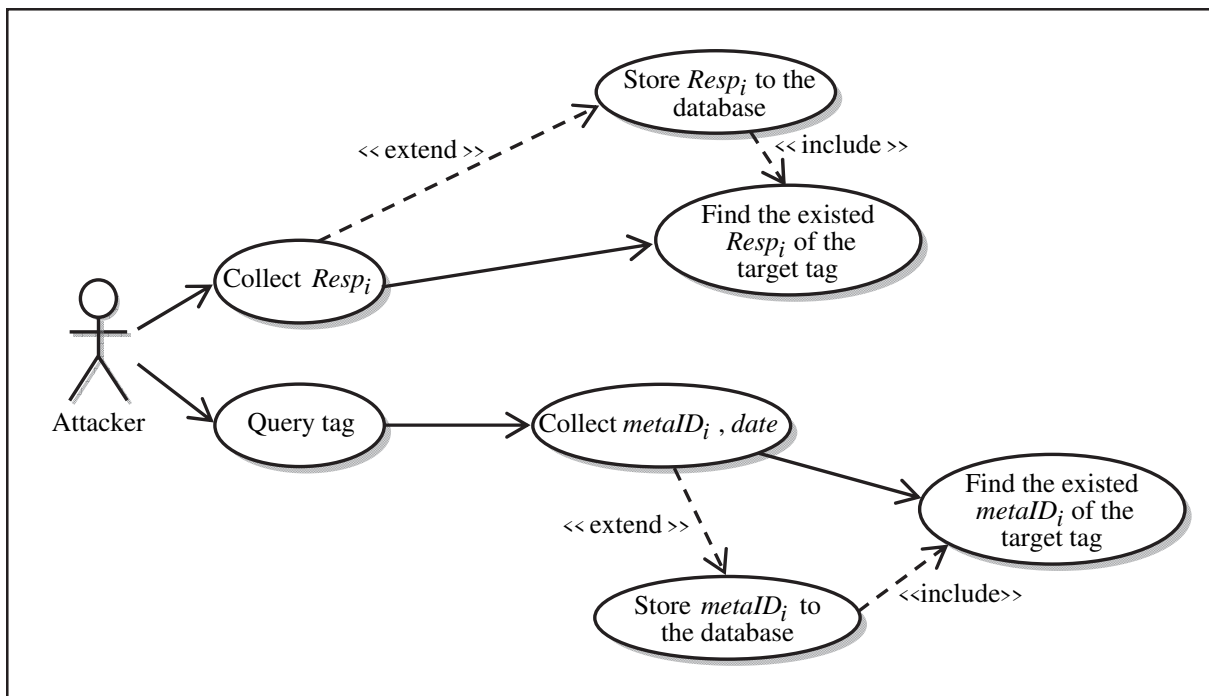 Store Resp_i to the
database
<< extend >>
<< include >>
Find the existed
Resp_i of the
target tag
Collect Resp_i
Attacker
Query tag
Collect metaID_i , date
Find the existed
metaID_i of the
target tag
<< extend >>
<<include>>
Store metaID_i to
the database